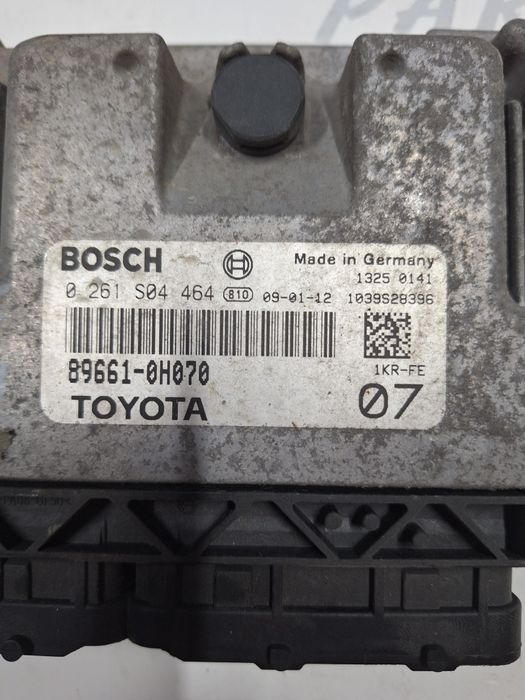 PAR
BOSCH
Made in Germany
1325 0141
0 261 S04 464 810 09-01-12 1039S28396
89661-0H070
1KR-FE
TOYOTA
07